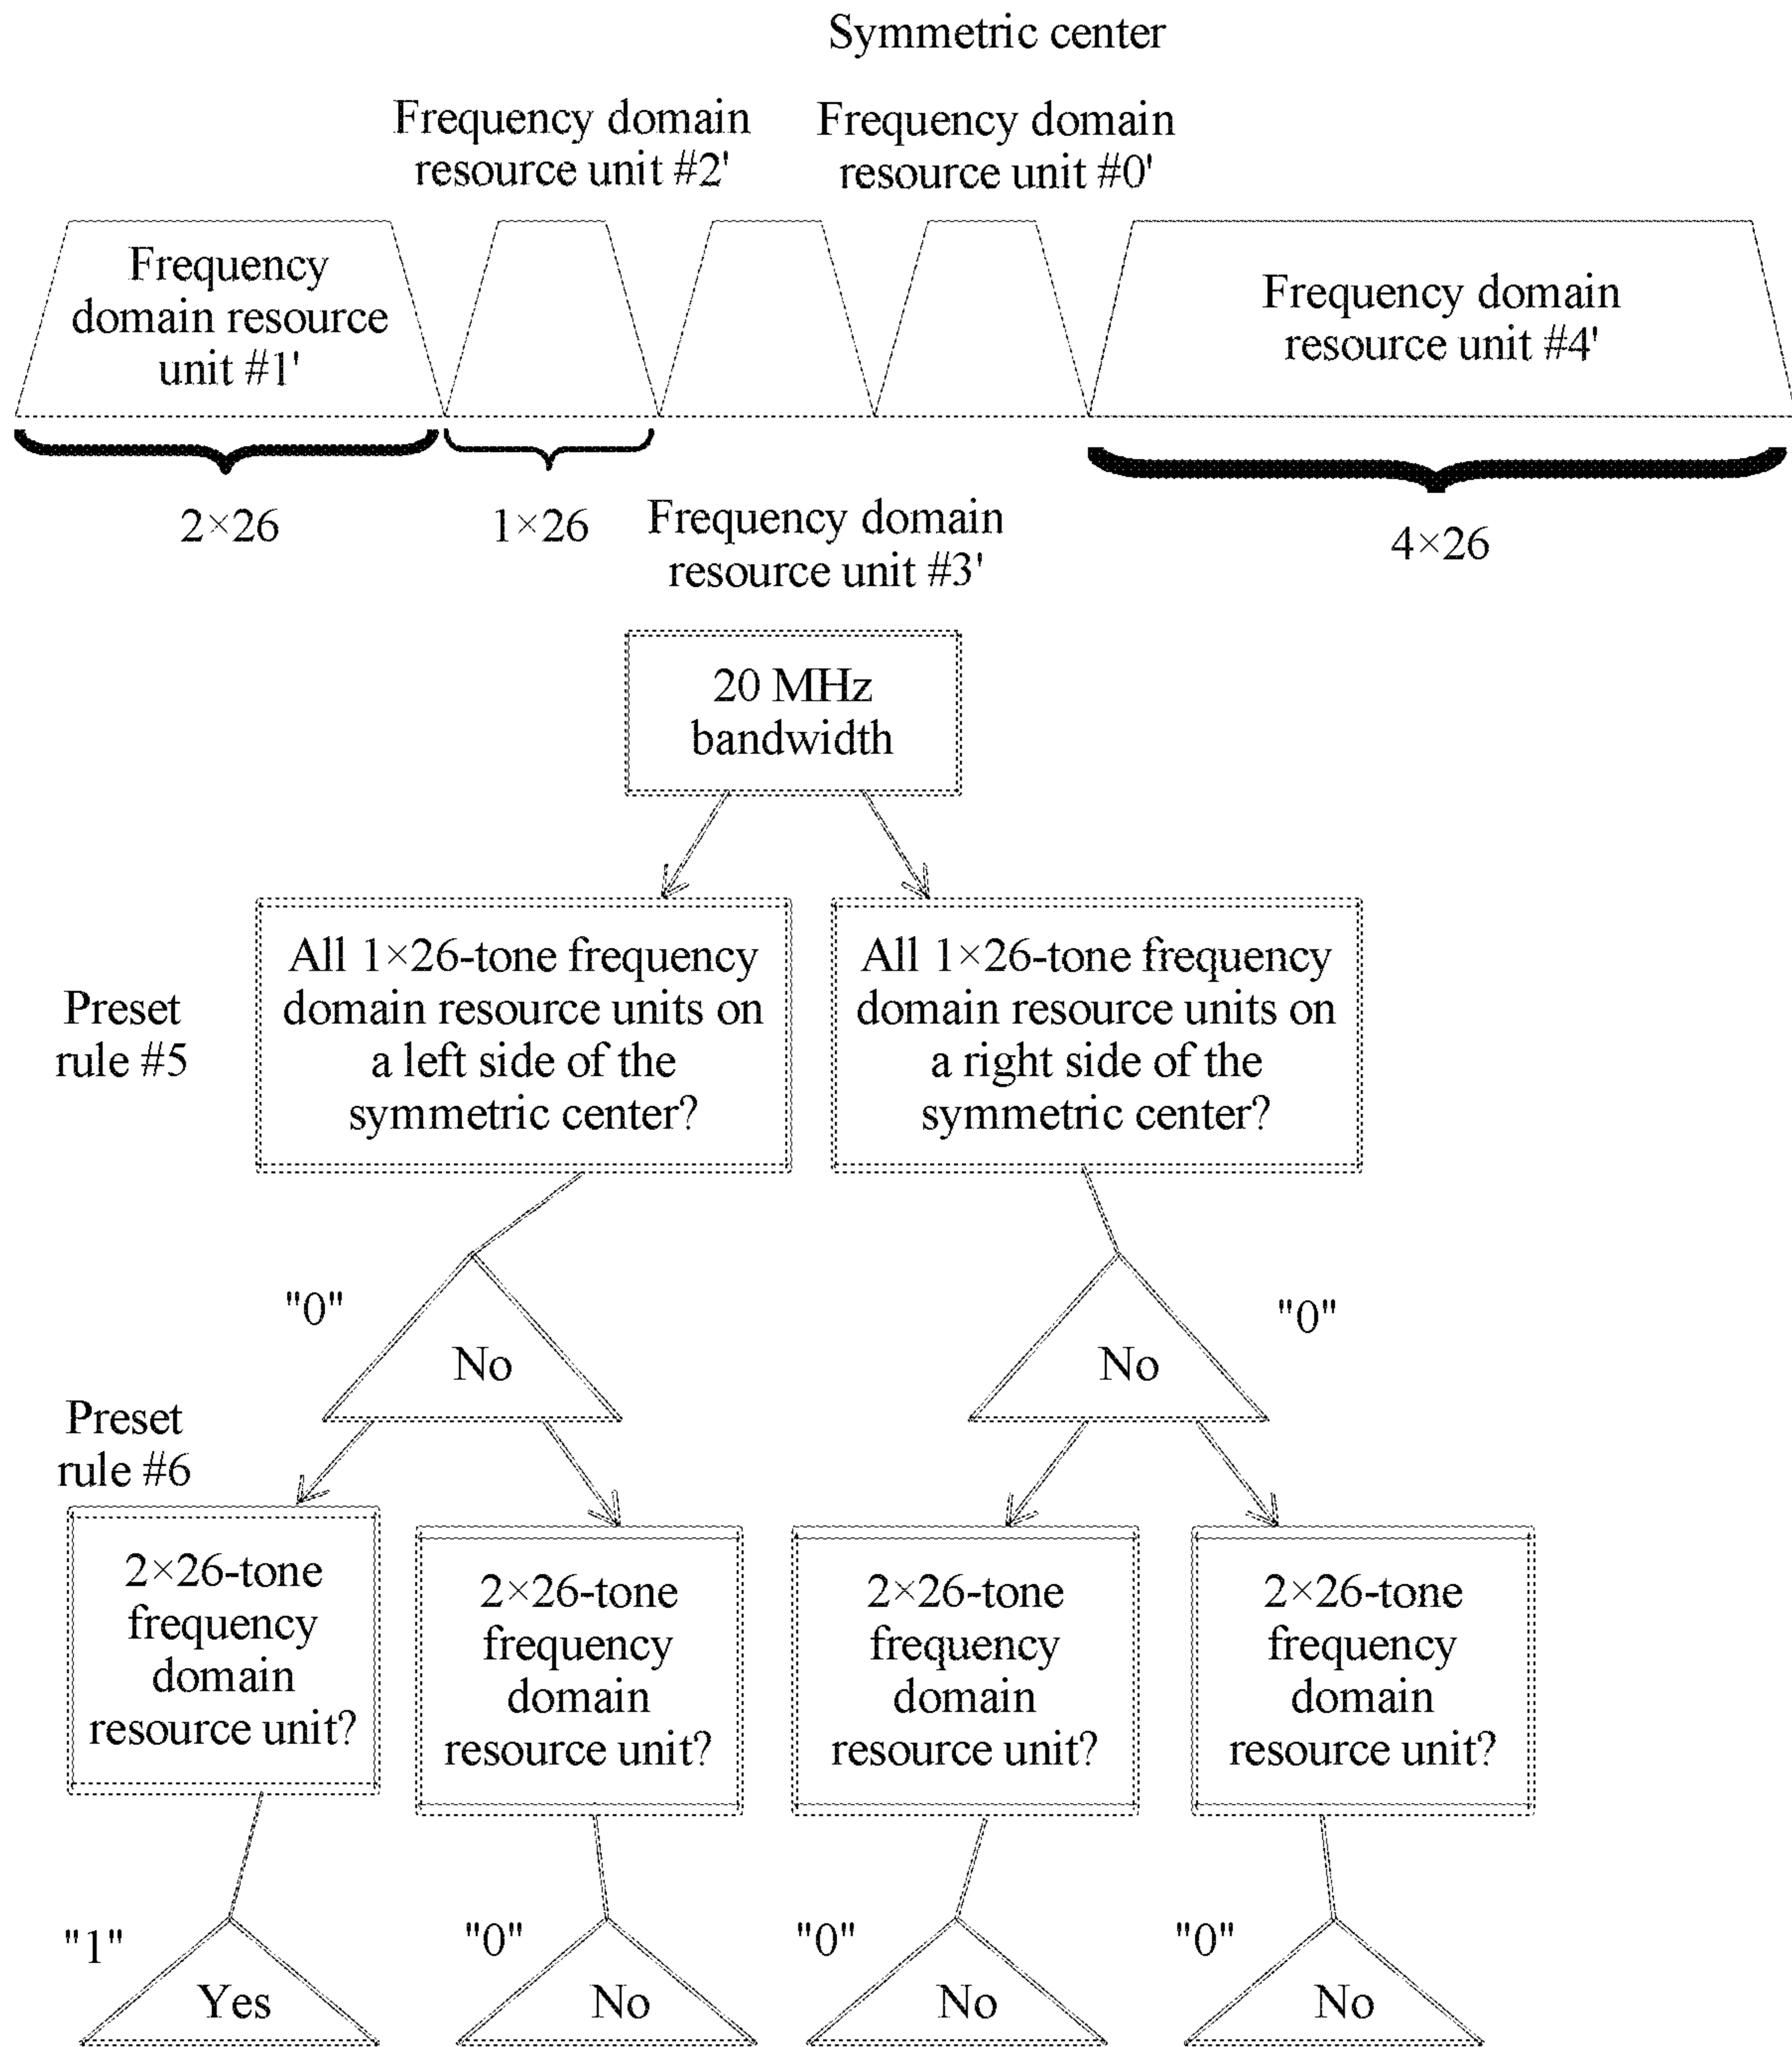 Symmetric center
Frequency domain
resource unit #2'
Frequency domain
resource unit #0'
Frequency
domain resource
unit #1'
Frequency domain
resource unit #4'
2×26
1×26
Frequency domain
resource unit #3'
4×26
20 MHz
bandwidth
Preset
rule #5
All 1×26-tone frequency
domain resource units on
a left side of the
symmetric center?
All 1×26-tone frequency
domain resource units on
a right side of the
symmetric center?
"0"
No
No
"0"
Preset
rule #6
2×26-tone
frequency
domain
resource unit?
2×26-tone
frequency
domain
resource unit?
2×26-tone
frequency
domain
resource unit?
2×26-tone
frequency
domain
resource unit?
"1"
Yes
"0"
No
"0"
No
"0"
No